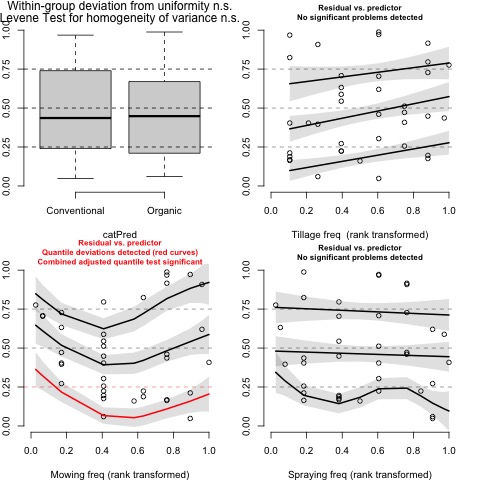 Within-group deviation from uniformity n.s.
Levene Test for homogeneity of variance n.s.
0.00 0.25 0.50 0.75 1.00
Conventional Organic
catPred
Residual vs. predictor
No significant problems detected
0.00 0.25 0.50 0.75 1.00
0.0 0.2 0.4 0.6 0.8 1.0
Tillage freq (rank transformed)
Residual vs. predictor
Quantile deviations detected (red curves)
Combined adjusted quantile test significant
0.00 0.25 0.50 0.75 1.00
0.0 0.2 0.4 0.6 0.8 1.0
Mowing freq (rank transformed)
Residual vs. predictor
No significant problems detected
0.00 0.25 0.50 0.75 1.00
0.0 0.2 0.4 0.6 0.8 1.0
Spraying freq (rank transformed)